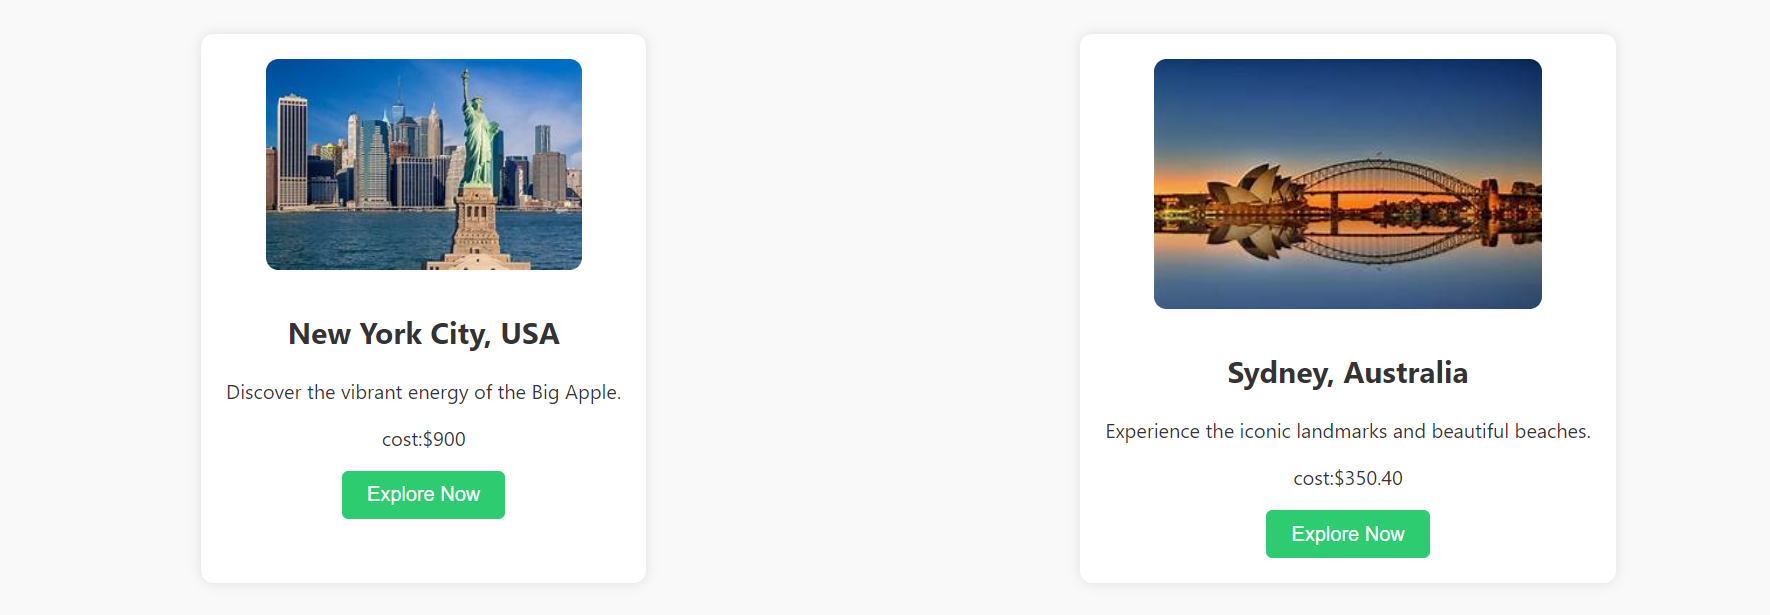 New York City, USA
Discover the vibrant energy of the Big Apple.
cost:$900
Explore Now
Sydney, Australia
Experience the iconic landmarks and beautiful beaches.
cost:$350.40
Explore Now